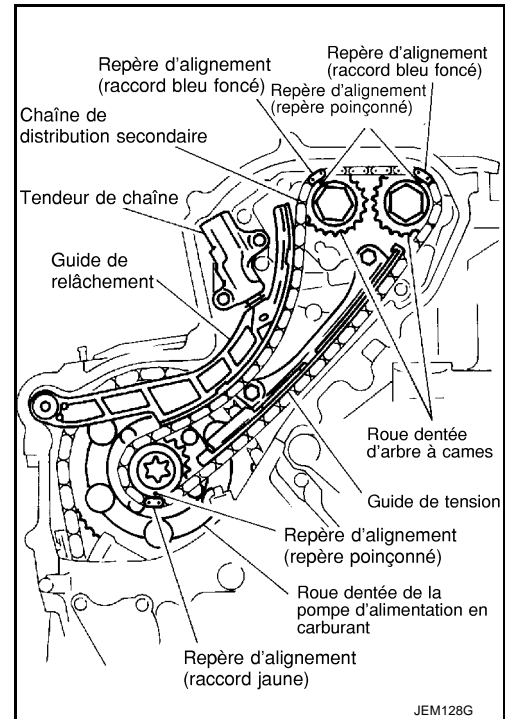 Repère d'alignement
(raccord bleu foncé)
Repère d'alignement
(raccord bleu foncé)
Repère d'alignement
(repère poinçonné)
Chaîne de
distribution secondaire
Tendeur de chaîne
Guide de
relâchement
Roue dentée
d'arbre à cames
Guide de tension
Repère d'alignement
(repère poinçonné)
Roue dentée de la
pompe d'alimentation en
carburant
Repère d'alignement
(raccord jaune)
JEM128G